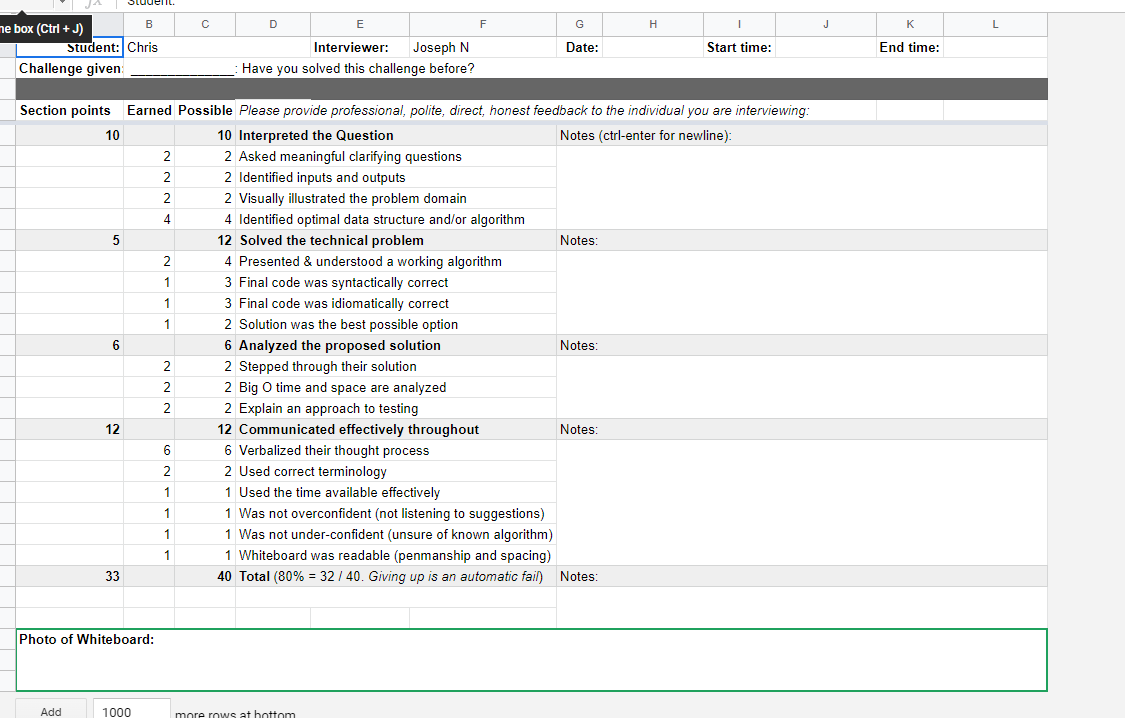 fx Student:
ne box (Ctrl + J)
B C D E F G H I J K L
Student: Chris Interviewer: Joseph N Date: Start time: End time:
Challenge given: ______________: Have you solved this challenge before?
Section points Earned Possible Please provide professional, polite, direct, honest feedback to the individual you are interviewing:
10 10 Interpreted the Question Notes (ctrl-enter for newline):
2 2 Asked meaningful clarifying questions
2 2 Identified inputs and outputs
2 2 Visually illustrated the problem domain
4 4 Identified optimal data structure and/or algorithm
5 12 Solved the technical problem Notes:
2 4 Presented & understood a working algorithm
1 3 Final code was syntactically correct
1 3 Final code was idiomatically correct
1 2 Solution was the best possible option
6 6 Analyzed the proposed solution Notes:
2 2 Stepped through their solution
2 2 Big O time and space are analyzed
2 2 Explain an approach to testing
12 12 Communicated effectively throughout Notes:
6 6 Verbalized their thought process
2 2 Used correct terminology
1 1 Used the time available effectively
1 1 Was not overconfident (not listening to suggestions)
1 1 Was not under-confident (unsure of known algorithm)
1 1 Whiteboard was readable (penmanship and spacing)
33 40 Total (80% = 32 / 40. Giving up is an automatic fail) Notes:
Photo of Whiteboard:
Add 1000 more rows at bottom